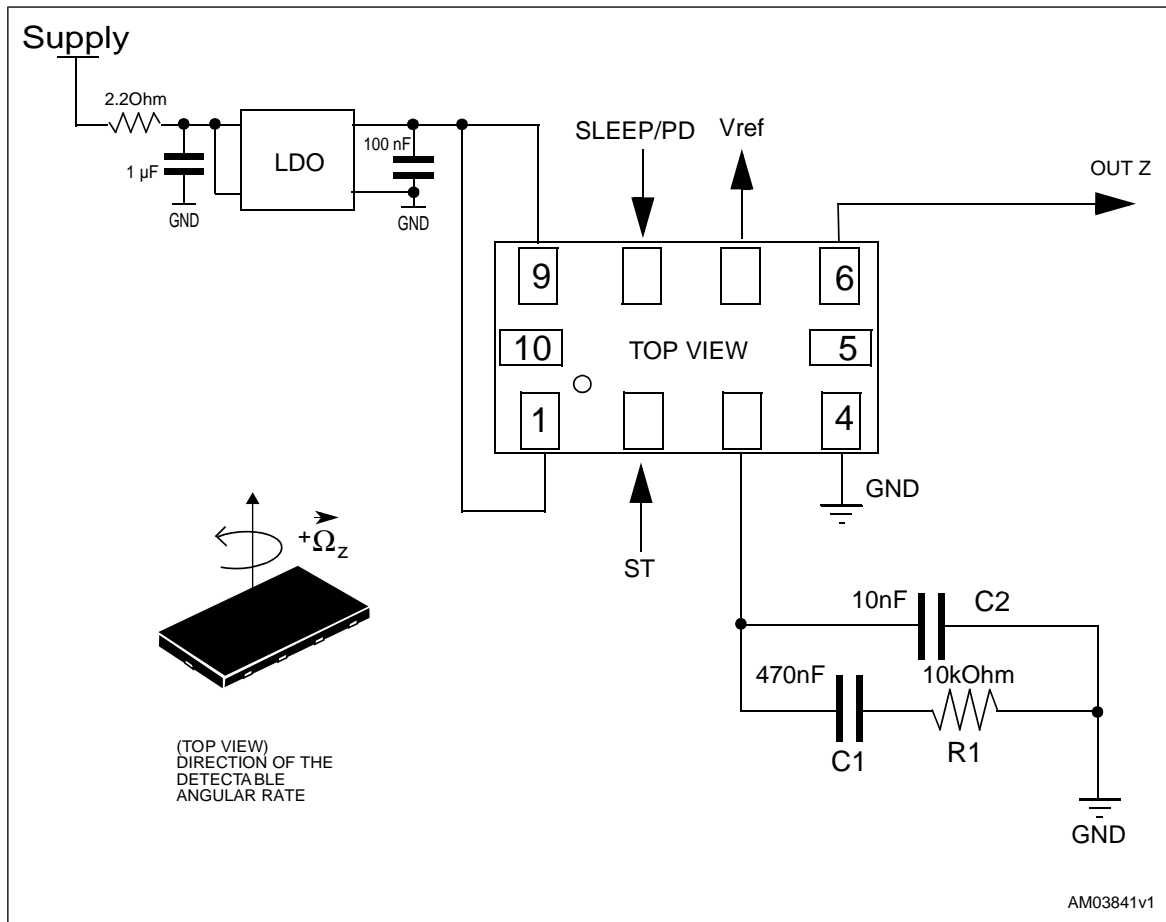 Supply
2.2Ohm
1 µF
GND
LDO
100 nF
GND
SLEEP/PD
Vref
OUT Z
9
6
10
TOP VIEW
5
1
4
GND
ST
+Ωz
10nF
C2
470nF
10kOhm
C1
R1
GND
(TOP VIEW)
DIRECTION OF THE
DETECTABLE
ANGULAR RATE
AM03841v1